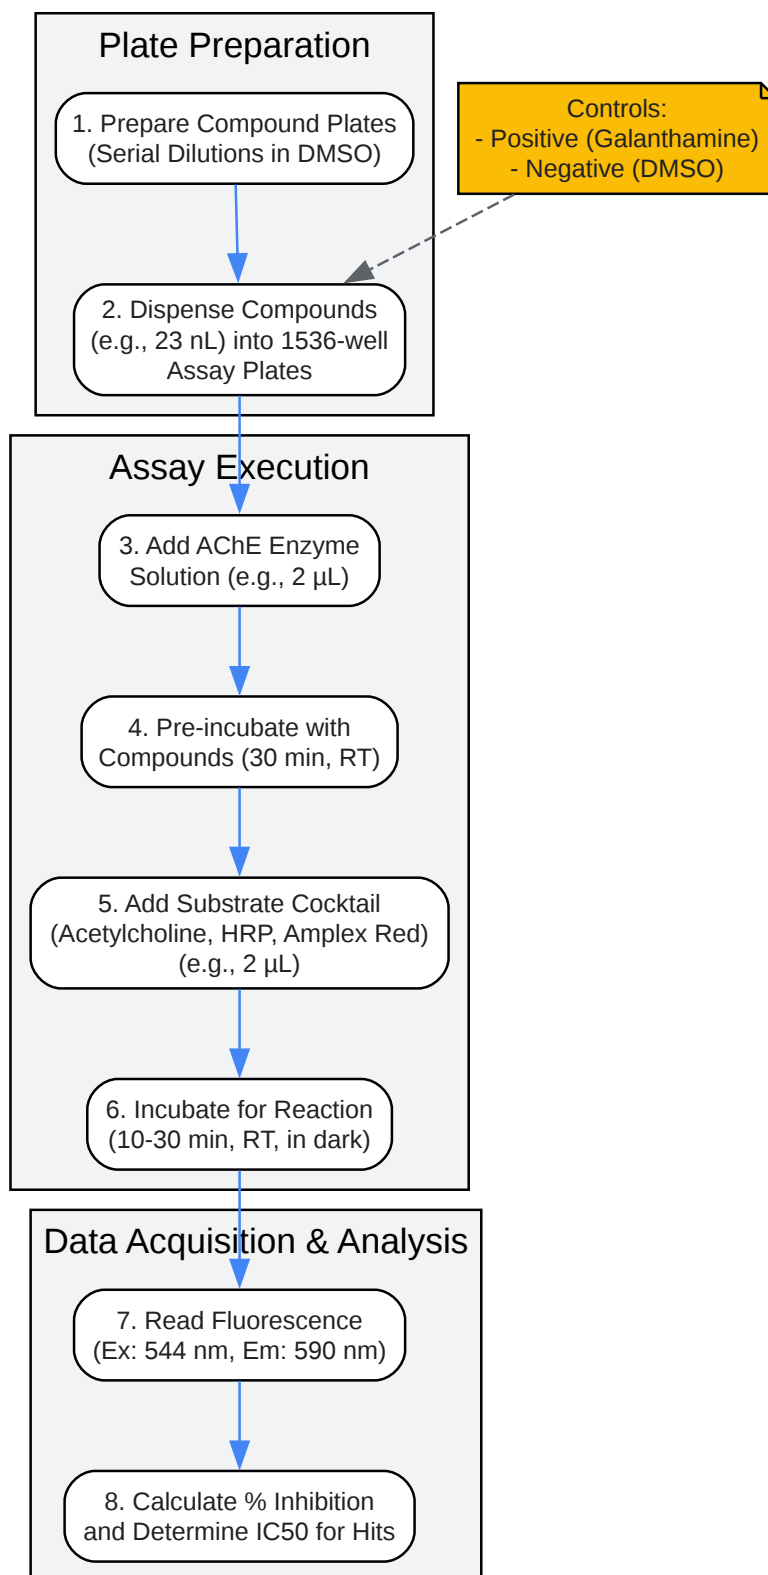 Plate Preparation
1. Prepare Compound Plates
(Serial Dilutions in DMSO)
Controls:
- Positive (Galanthamine)
- Negative (DMSO)
2. Dispense Compounds
(e.g., 23 nL) into 1536-well
Assay Plates
Assay Execution
3. Add AChE Enzyme
Solution (e.g., 2 µL)
4. Pre-incubate with
Compounds (30 min, RT)
5. Add Substrate Cocktail
(Acetylcholine, HRP, Amplex Red)
(e.g., 2 µL)
6. Incubate for Reaction
(10-30 min, RT, in dark)
Data Acquisition & Analysis
7. Read Fluorescence
(Ex: 544 nm, Em: 590 nm)
8. Calculate % Inhibition
and Determine IC50 for Hits